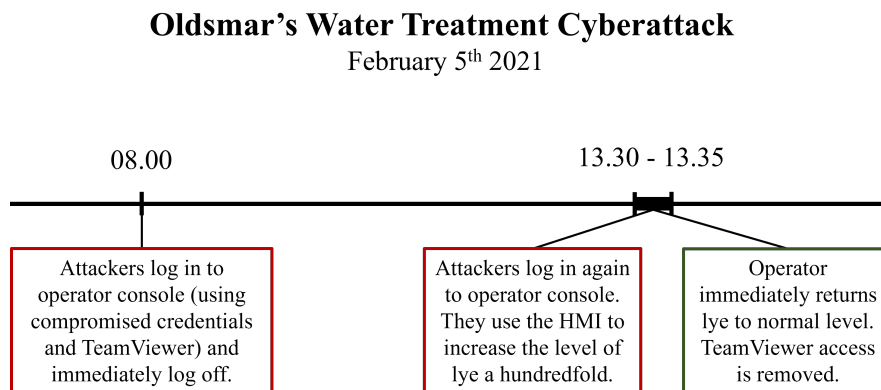 Oldsmar's Water Treatment Cyberattack
February 5th 2021
08.00
13.30 - 13.35
Attackers log in to
operator console (using
compromised credentials
and TeamViewer) and
immediately log off.
Attackers log in again
to operator console.
They use the HMI to
increase the level of
lye a hundredfold.
Operator
immediately returns
lye to normal level.
TeamViewer access
is removed.